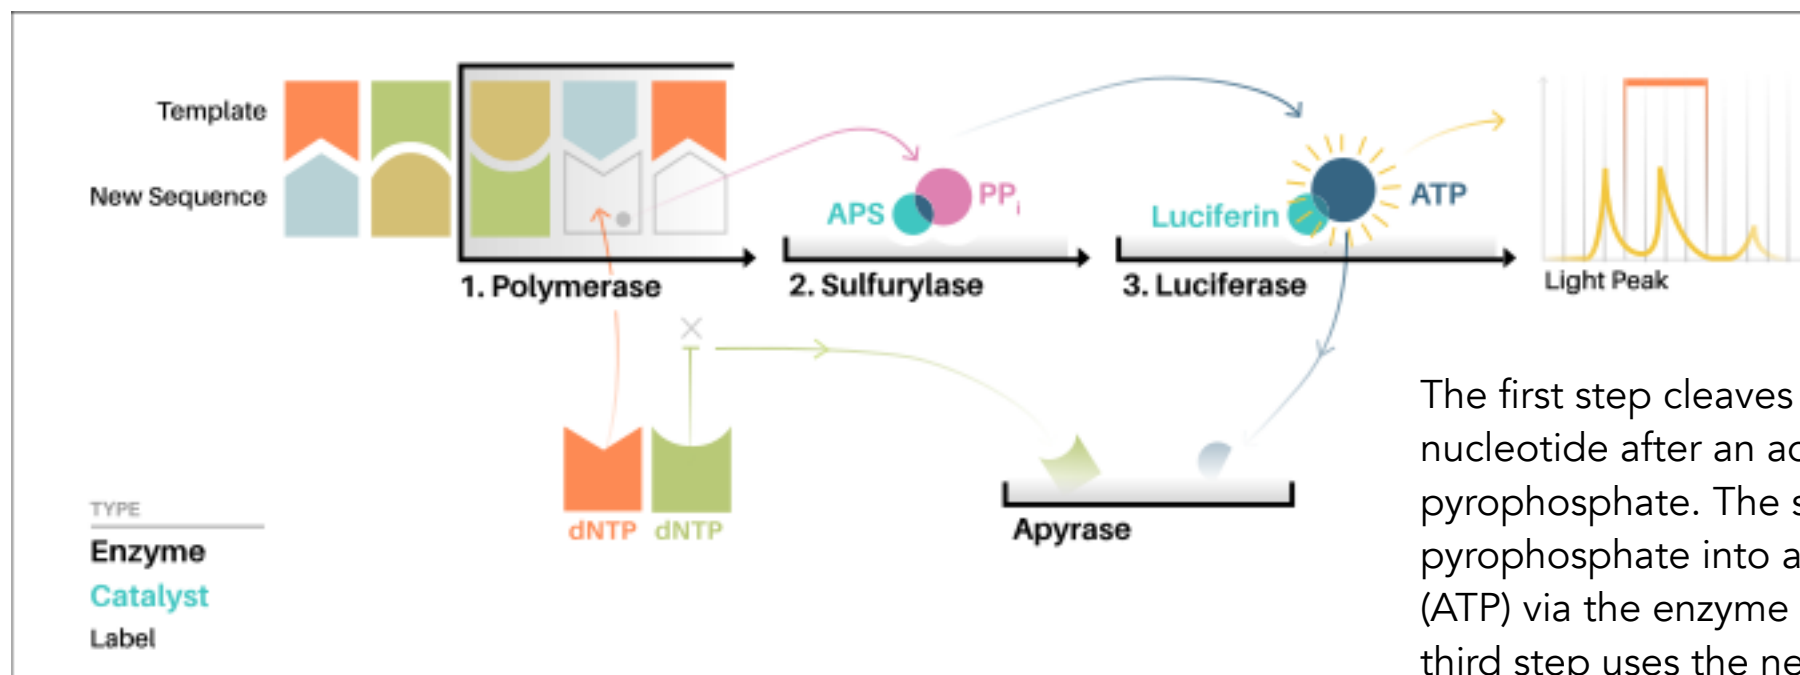 Template
New Sequence
1. Polymerase
APS
PPi
2. Sulfurylase
Luciferin
ATP
3. Luciferase
Light Peak
dNTP
dNTP
Apyrase
TYPE
Enzyme
Catalyst
Label
The first step cleaves
nucleotide after an
pyrophosphate. The
pyrophosphate into
(ATP) via the enzyme
third step uses the